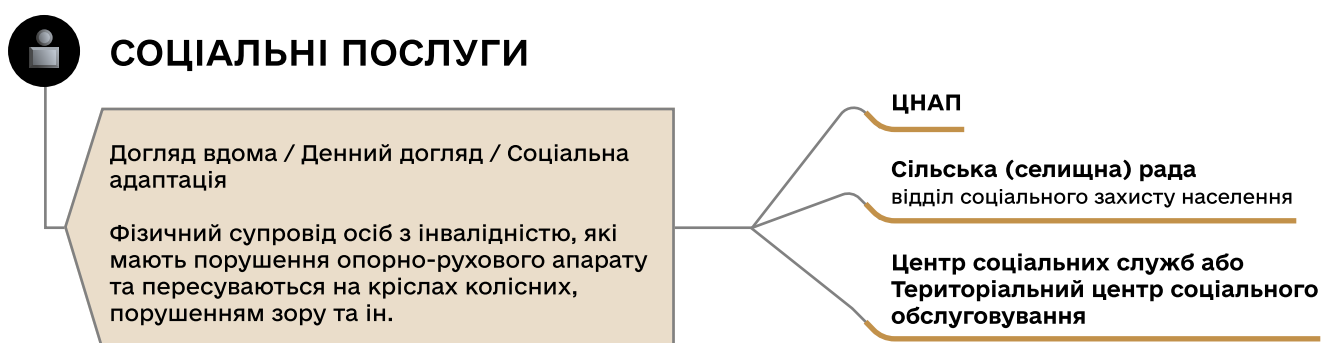 СОЦІАЛЬНІ ПОСЛУГИ
Догляд вдома / Денний догляд / Соціальна
адаптація
Фізичний супровід осіб з інвалідністю, які
мають порушення опорно-рухового апарату
та пересуваються на кріслах колісних,
порушенням зору та ін.
ЦНАП
Сільська (селищна) рада
відділ соціального захисту населення
Центр соціальних служб або
Територіальний центр соціального
обслуговування